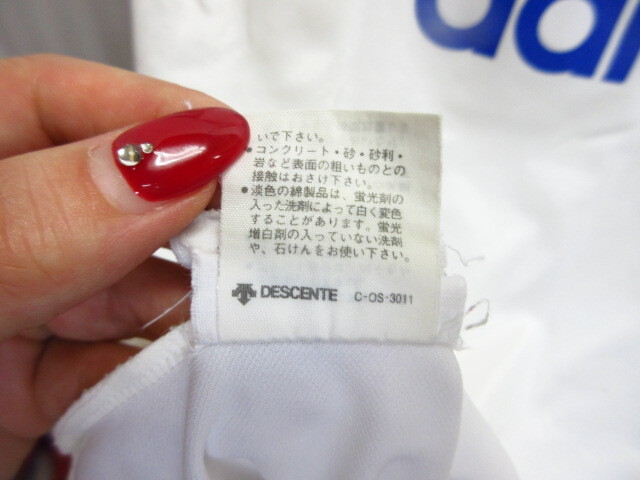 adi
いで下さい。
●コンクリート・砂・砂利・
岩など表面の粗いものとの
接触はおさけ下さい。
●淡色の綿製品は、蛍光剤の
入った洗剤によって白く変色
することがあります。蛍光
増白剤の入っていない洗剤
や、石けんをお使い下さい。
DESCENTE C-OS-3011